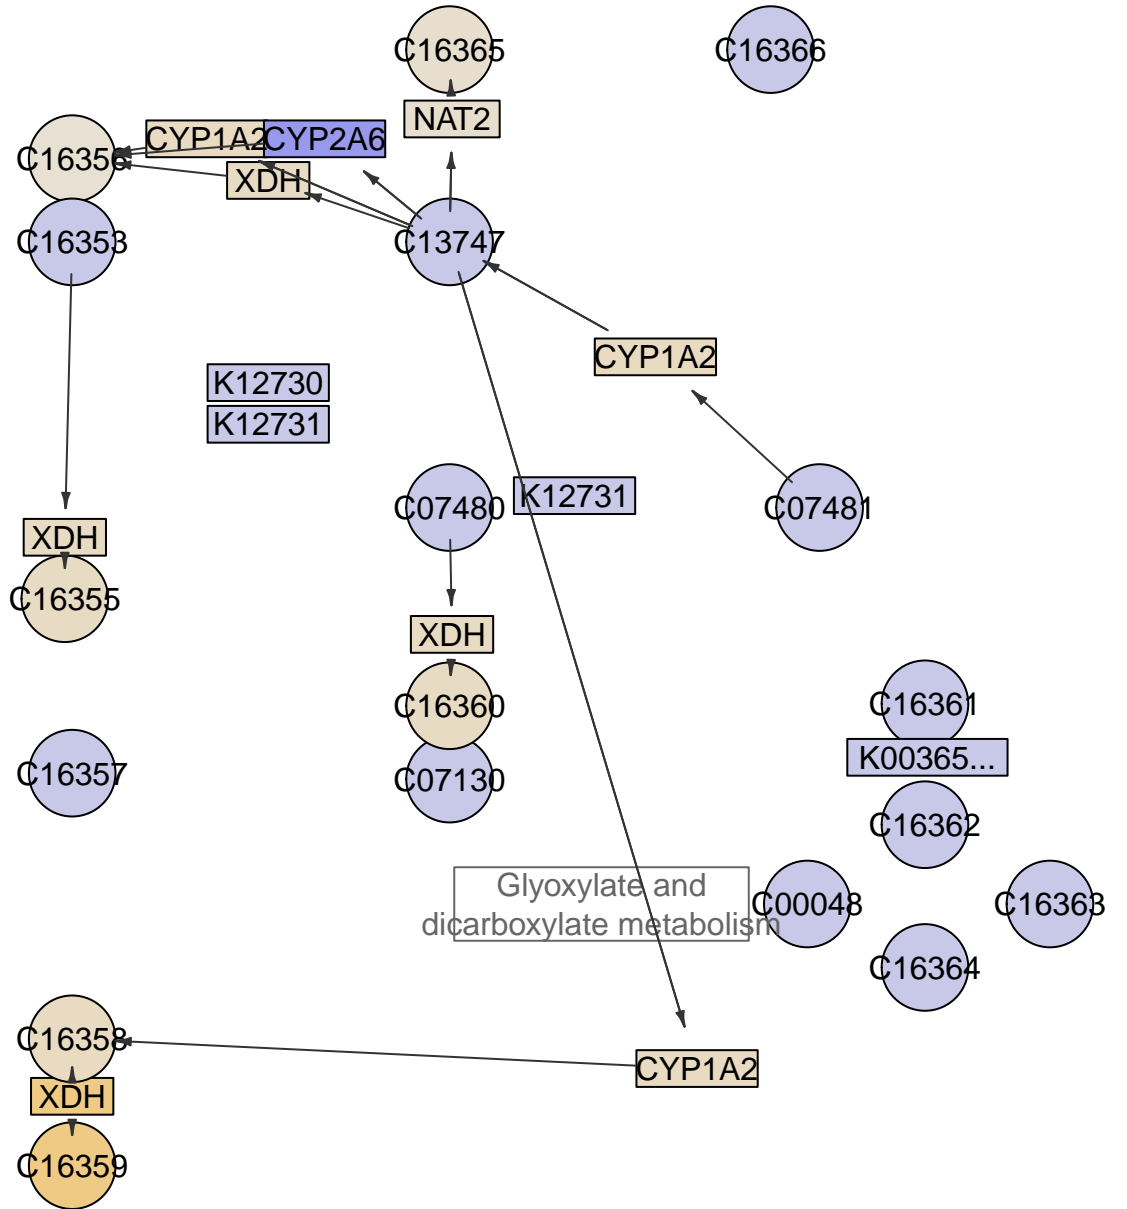 C16365
C16366
NAT2
CYP1A2
CYP2A6
C16356
XDH
C16353
C13747
CYP1A2
K12730
K12731
C07480
K12731
C07481
XDH
C16355
XDH
C16360
C16361
K00365...
C16357
C07130
C16362
Glyoxylate and
dicarboxylate metabolism
C00048
C16363
C16364
C16358
CYP1A2
XDH
C16359